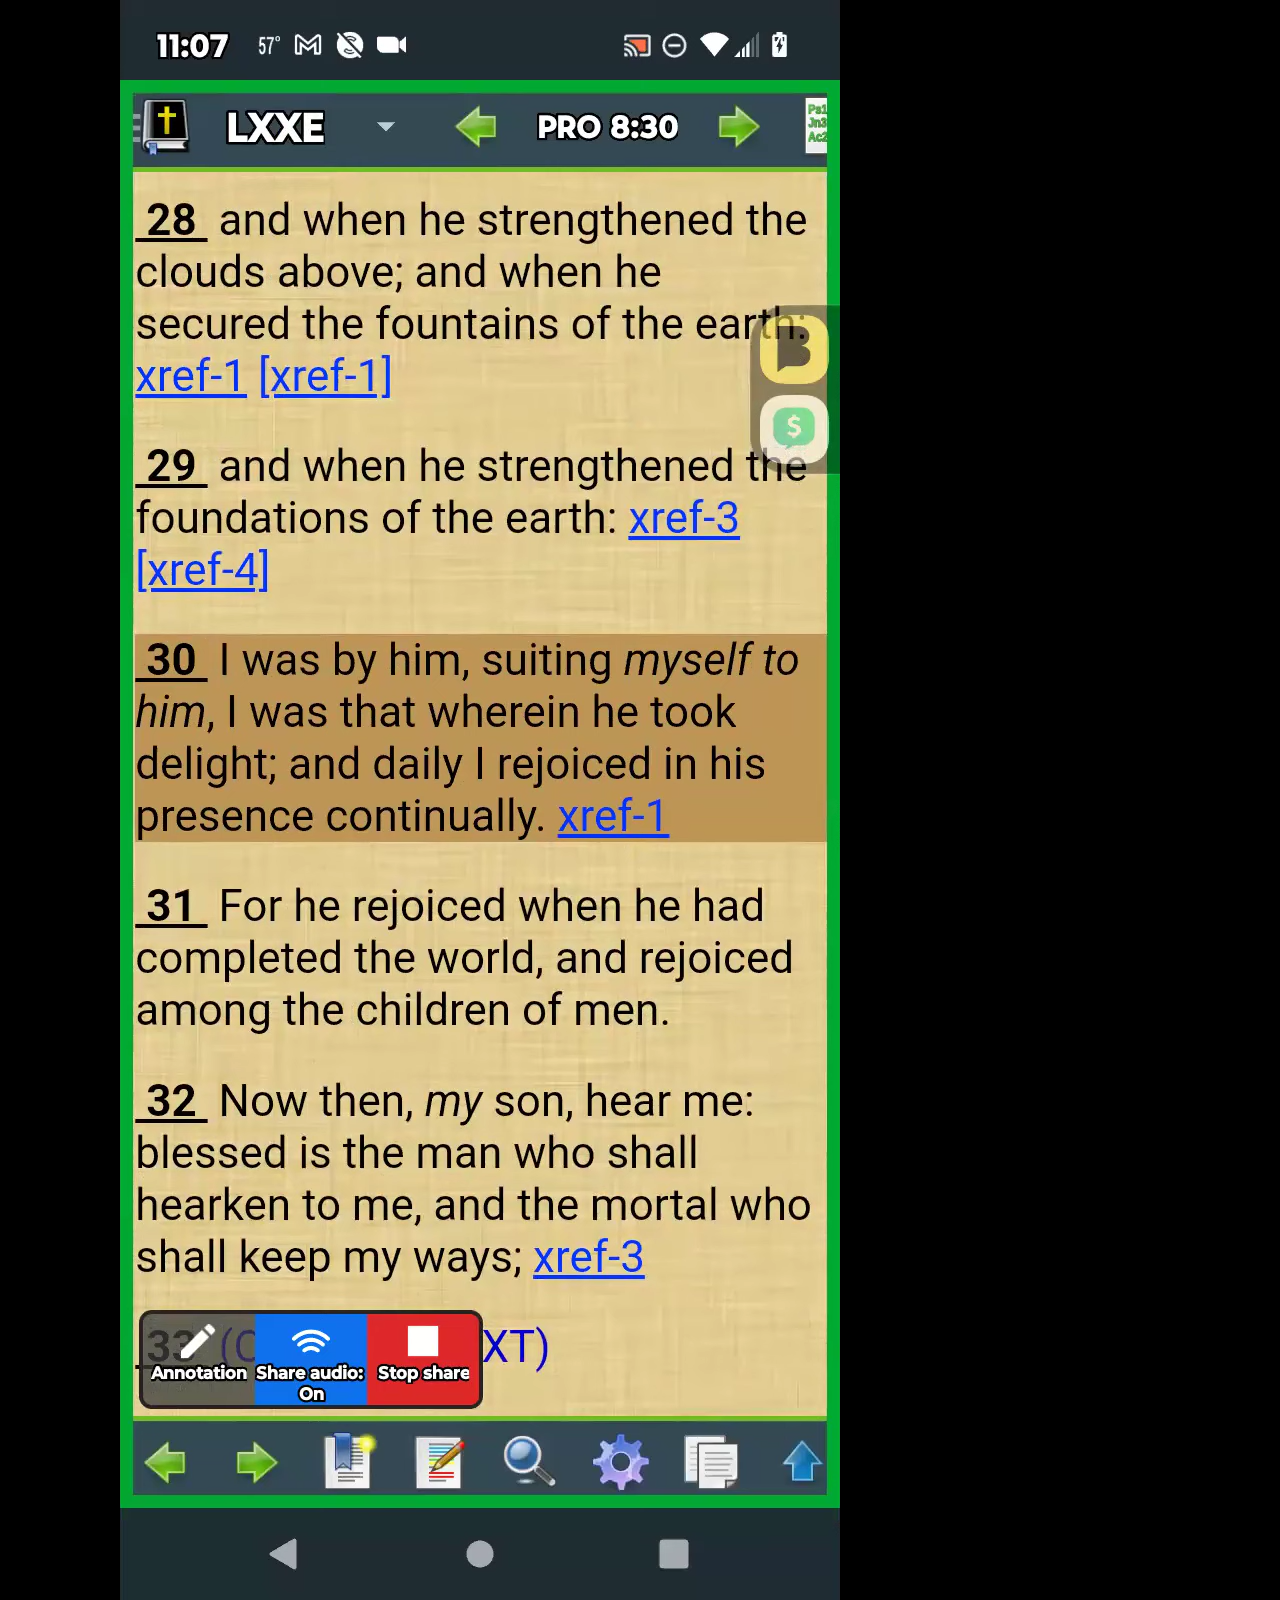 11:07 57°
LXXE PRO 8:30
Ps1
Jn3
Ac2
28 and when he strengthened the
clouds above; and when he
secured the fountains of the earth:
xref-1 [xref-1]
29 and when he strengthened the
foundations of the earth: xref-3
[xref-4]
30 I was by him, suiting myself to
him, I was that wherein he took
delight; and daily I rejoiced in his
presence continually. xref-1
31 For he rejoiced when he had
completed the world, and rejoiced
among the children of men.
32 Now then, my son, hear me:
blessed is the man who shall
hearken to me, and the mortal who
shall keep my ways; xref-3
33 XT)
Annotation Share audio: On Stop share